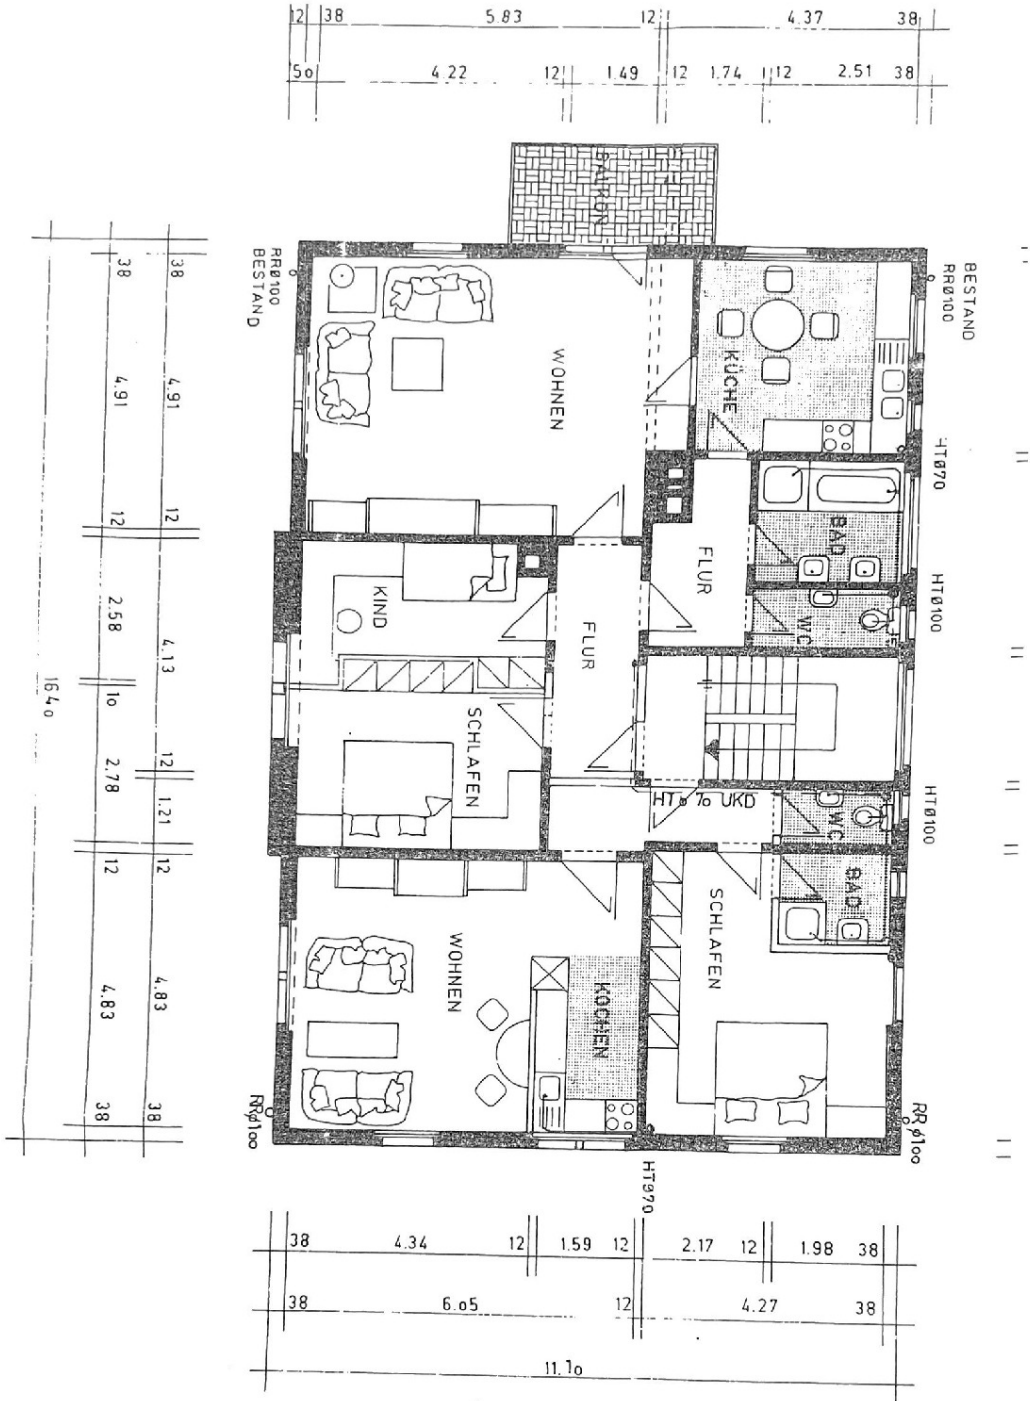 12 38 5.83 12 4.37 38
50 4.22 12 1.49 12 1.74 12 2.51 38
BALKON
RRØ100
BESTAND
BESTAND
RRØ100
WOHNEN
KÜCHE
HTØ70
BAD
FLUR
HTØ100
WC
KIND
FLUR
SCHLAFEN
HTø 70 UKD
WC
HTØ100
BAD
SCHLAFEN
WOHNEN
KOCHEN
RRø100
RRø100
HTØ70
38 4.91 12 4.13 12 1.21 12 4.83 38
38 4.91 12 2.58 10 2.78 12 4.83 38
16.40
38 4.34 12 1.59 12 2.17 12 1.98 38
38 6.05 12 4.27 38
11.10